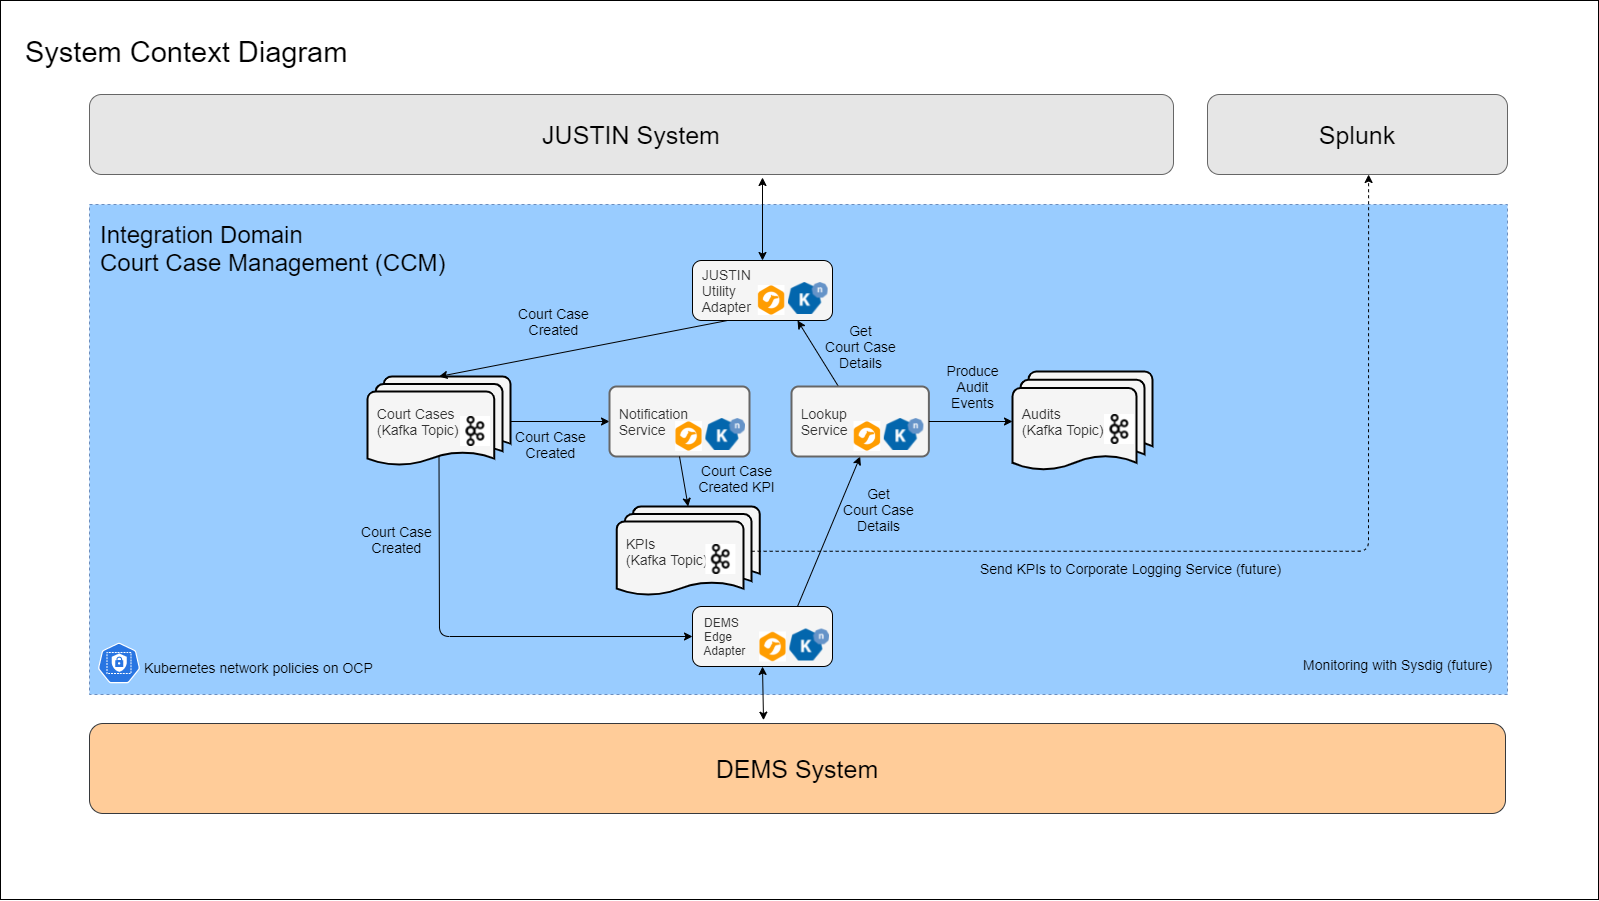 System Context Diagram
JUSTIN System
Splunk
Integration Domain
Court Case Management (CCM)
JUSTIN
Utility
Adapter
K
n
Court Case
Created
Get
Court Case
Details
Produce
Audit
Events
Court Cases
(Kafka Topic)
Court Case
Created
Notification
Service
K
n
Lookup
Service
K
n
Audits
(Kafka Topic)
Court Case
Created KPI
Get
Court Case
Details
Court Case
Created
KPIs
(Kafka Topic)
Send KPIs to Corporate Logging Service (future)
DEMS
Edge
Adapter
K
n
Kubernetes network policies on OCP
Monitoring with Sysdig (future)
DEMS System